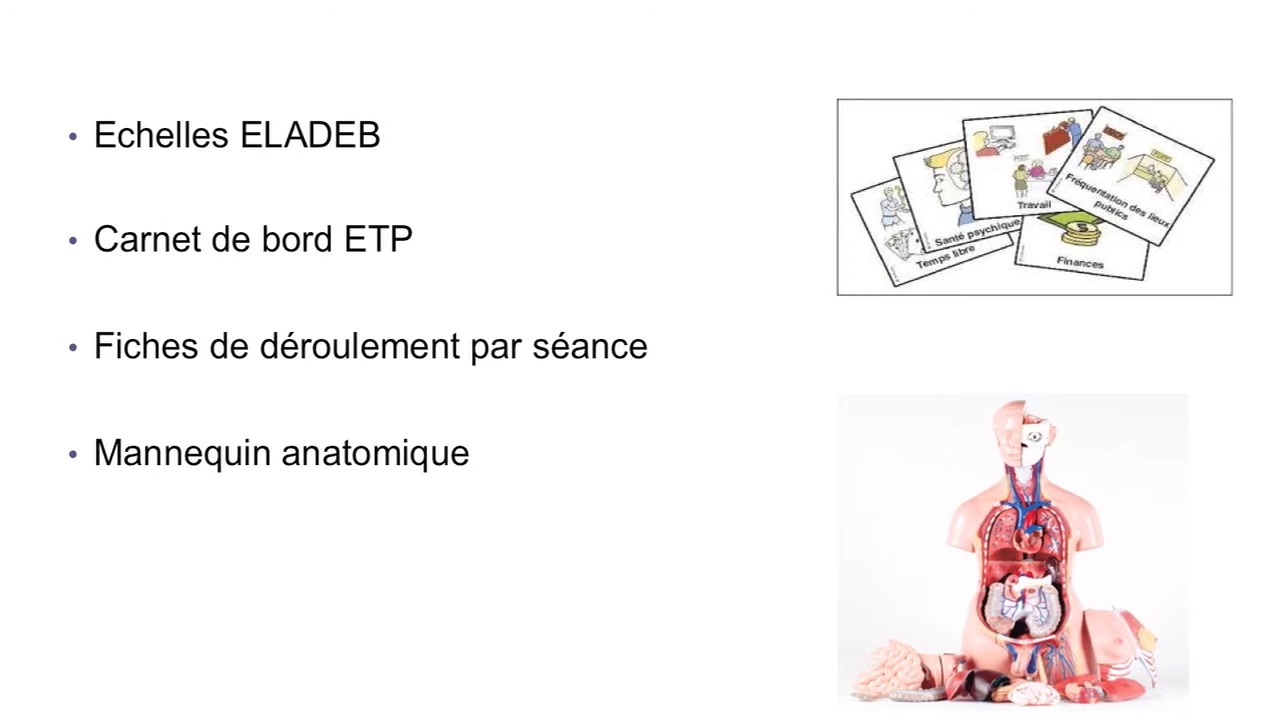 Echelles ELADEB
Carnet de bord ETP
Fiches de déroulement par séance
Mannequin anatomique
Temps libre
Santé psychique
Travail
Fréquentation des lieux
publics
Finances